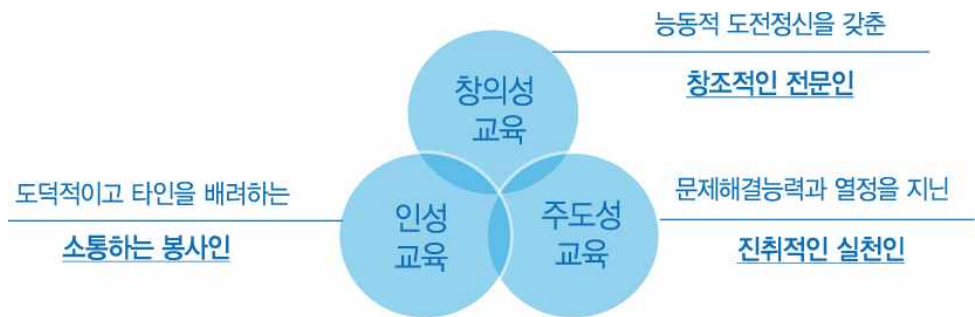 능동적 도전정신을 갖춘
창조적인 전문인
창의성
교육
도덕적이고 타인을 배려하는
소통하는 봉사인
인성
교육
주도성
교육
문제해결능력과 열정을 지닌
진취적인 실천인